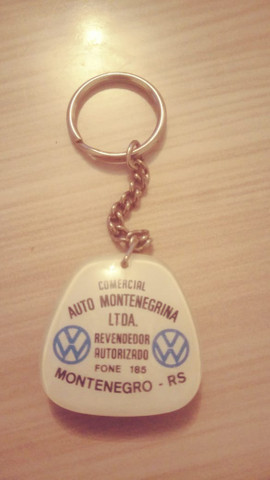 COMERCIAL
AUTO MONTENEGRINA
LTDA.
REVENDEDOR
AUTORIZADO
FONE 185
MONTENEGRO - RS